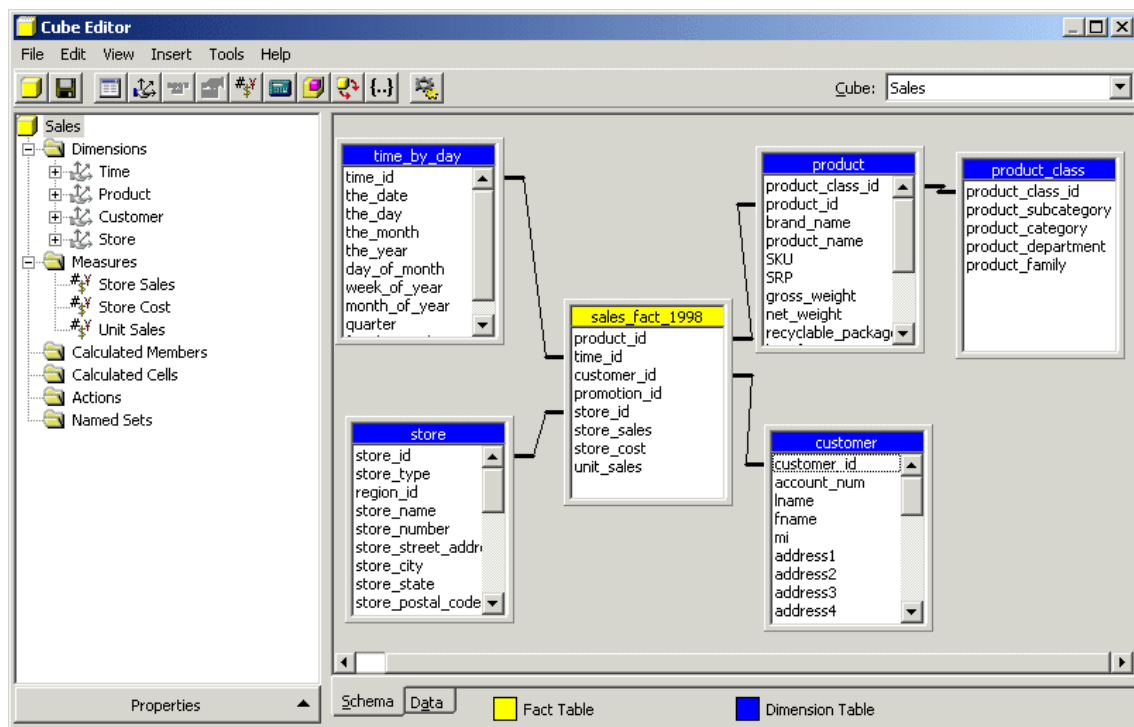 Cube Editor
File Edit View Insert Tools Help
Cube: Sales
Sales
Dimensions
Time
Product
Customer
Store
Measures
Store Sales
Store Cost
Unit Sales
Calculated Members
Calculated Cells
Actions
Named Sets
Properties
time_by_day
time_id
the_date
the_day
the_month
the_year
day_of_month
week_of_year
month_of_year
quarter
store
store_id
store_type
region_id
store_name
store_number
store_street_addr
store_city
store_state
store_postal_code
sales_fact_1998
product_id
time_id
customer_id
promotion_id
store_id
store_sales
store_cost
unit_sales
product
product_class_id
product_id
brand_name
product_name
SKU
SRP
gross_weight
net_weight
recyclable_packag
product_class
product_class_id
product_subcategory
product_category
product_department
product_family
customer
customer_id
account_num
lname
fname
mi
address1
address2
address3
address4
Schema Data
Fact Table
Dimension Table